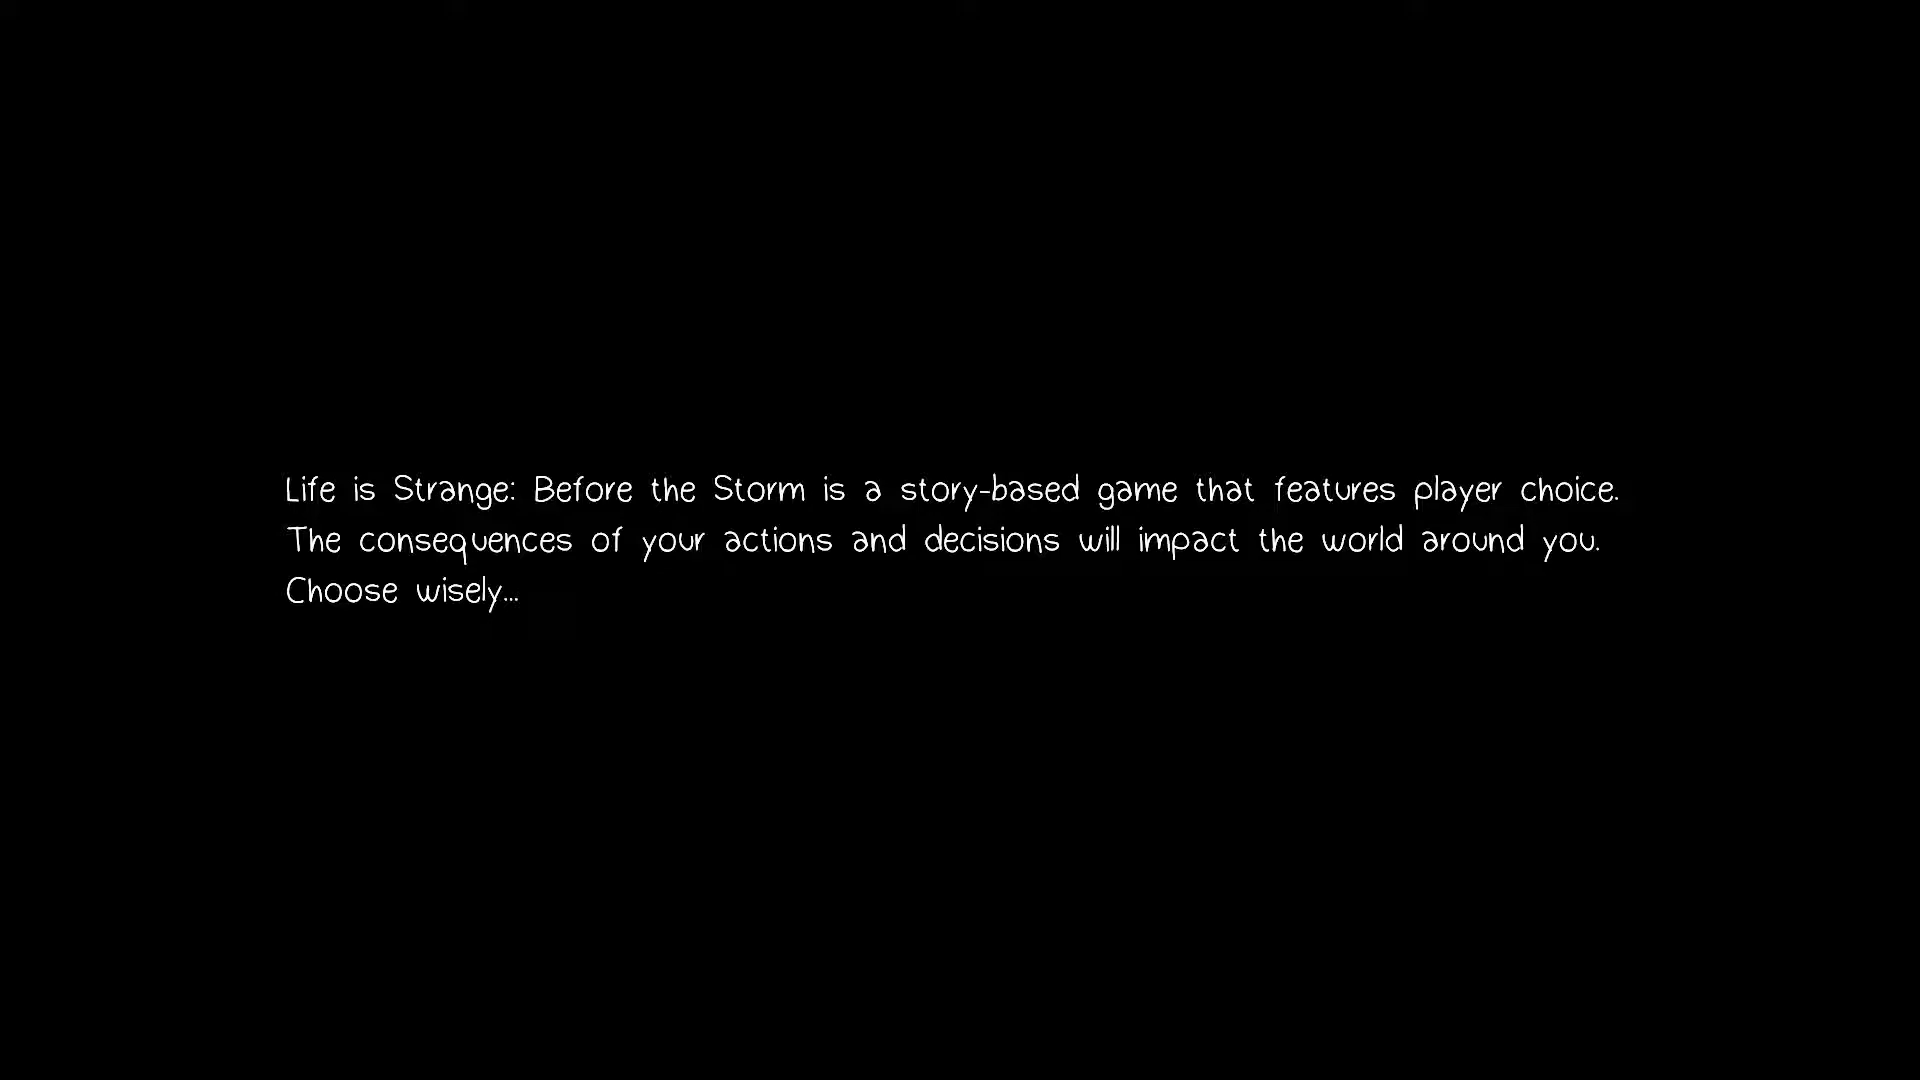 Life is Strange: Before the Storm is a story-based game that features player choice.
The consequences of your actions and decisions will impact the world around you.
Choose wisely...